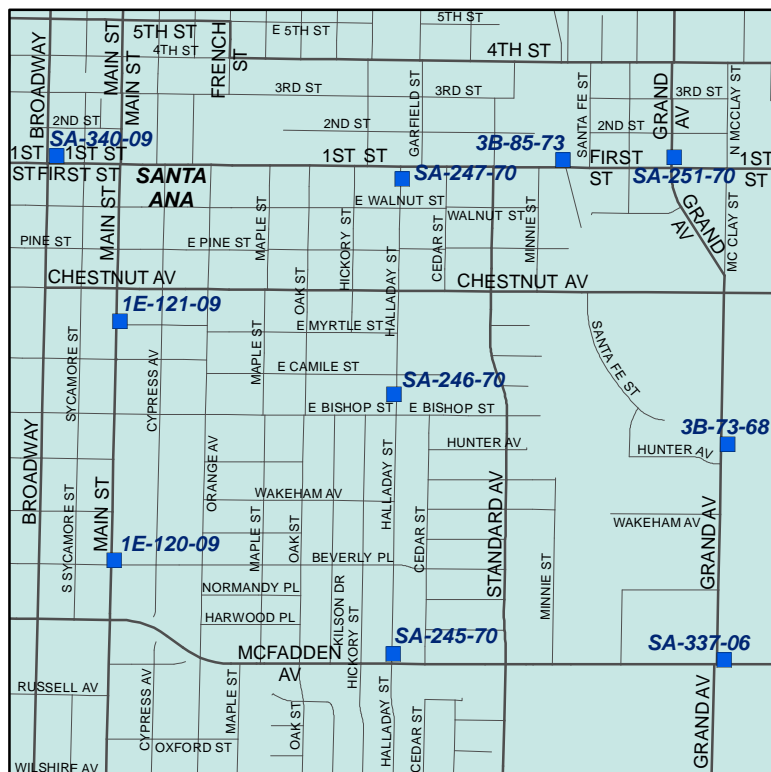 5TH ST
E 5TH ST
5TH ST
4TH ST
4TH ST
BROADWAY
MAIN ST
MAIN ST
FRENCH ST
3RD ST
GARFIELD ST
SANTA FE ST
GRAND AV
3RD ST
N MCCLAY ST
2ND ST
2ND ST
2ND ST
SA-340-09
3B-85-73
1ST ST
1ST ST
1ST ST
FIRST ST
1ST ST
FIRST ST
SANTA ANA
SA-247-70
SA-251-70
MAIN ST
E WALNUT ST
WALNUT ST
PINE ST
E PINE ST
MAPLE ST
HICKORY ST
HALLADAY ST
CEDAR ST
MINNIE ST
GRAND AV
MC CLAY ST
CHESTNUT AV
CHESTNUT AV
OAK ST
1E-121-09
E MYRTLE ST
SANTA FE ST
SYCAMORE ST
CYPRESS AV
MAPLE ST
E CAMILE ST
SA-246-70
E BISHOP ST
E BISHOP ST
3B-73-68
BROADWAY
ORANGE AV
HUNTER AV
HUNTER AV
HALLADAY ST
WAKEHAM AV
WAKEHAM AV
MAIN ST
S SYCAMORE ST
MAPLE ST
OAK ST
CEDAR ST
STANDARD AV
MINNIE ST
GRAND AV
1E-120-09
BEVERLY PL
NORMANDY PL
HARWOOD PL
KILSON DR
HICKORY ST
SA-245-70
SA-337-06
MCFADDEN AV
RUSSELL AV
CYPRESS AV
MAPLE ST
OAK ST
HALLADAY ST
CEDAR ST
GRAND AV
OXFORD ST
WILSHIRE AV